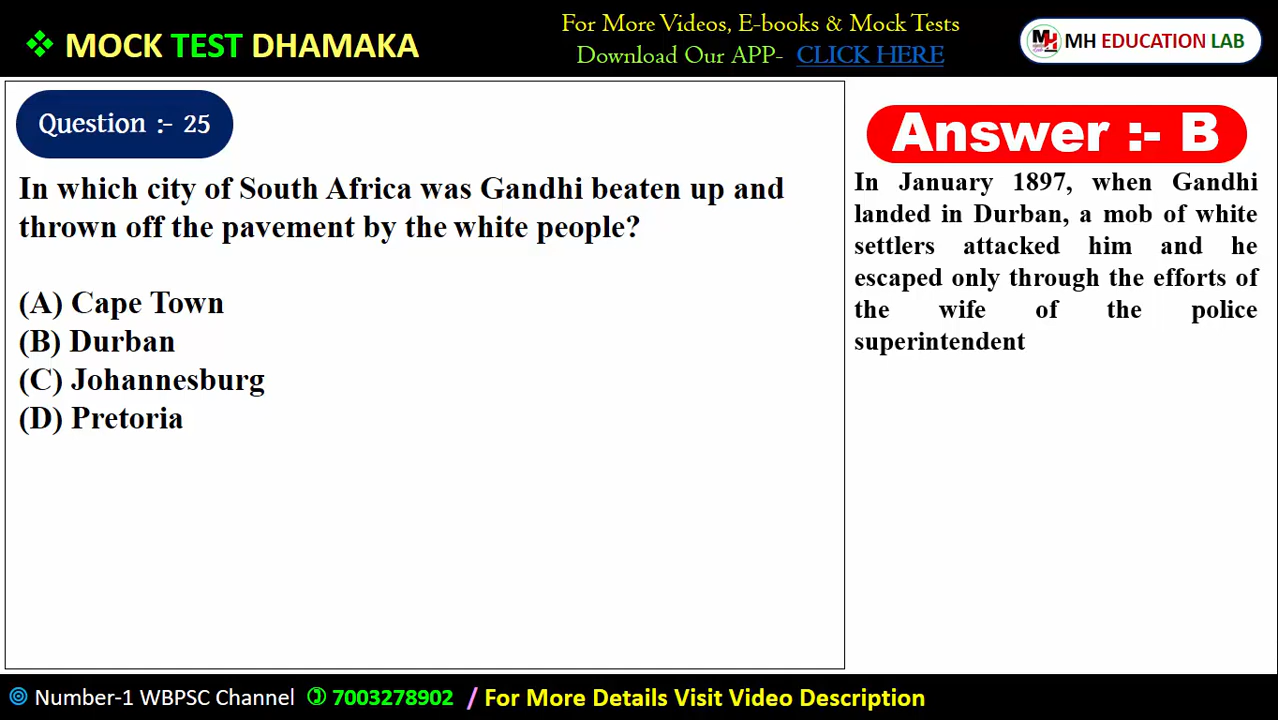 ❖ MOCK TEST DHAMAKA
For More Videos, E-books & Mock Tests
Download Our APP- CLICK HERE
MH EDUCATION LAB
Question :- 25
In which city of South Africa was Gandhi beaten up and
thrown off the pavement by the white people?
(A) Cape Town
(B) Durban
(C) Johannesburg
(D) Pretoria
Answer :- B
In January 1897, when Gandhi
landed in Durban, a mob of white
settlers attacked him and he
escaped only through the efforts of
the wife of the police
superintendent
Number-1 WBPSC Channel 7003278902 / For More Details Visit Video Description